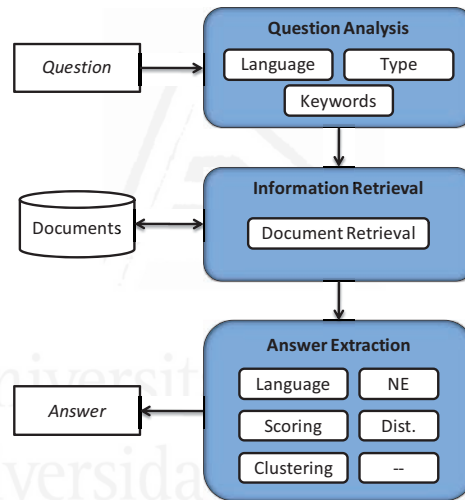 Question Analysis
Question
Language Type
Keywords
Information Retrieval
Documents
Document Retrieval
Answer Extraction
Language NE
Answer
Scoring Dist.
Clustering --